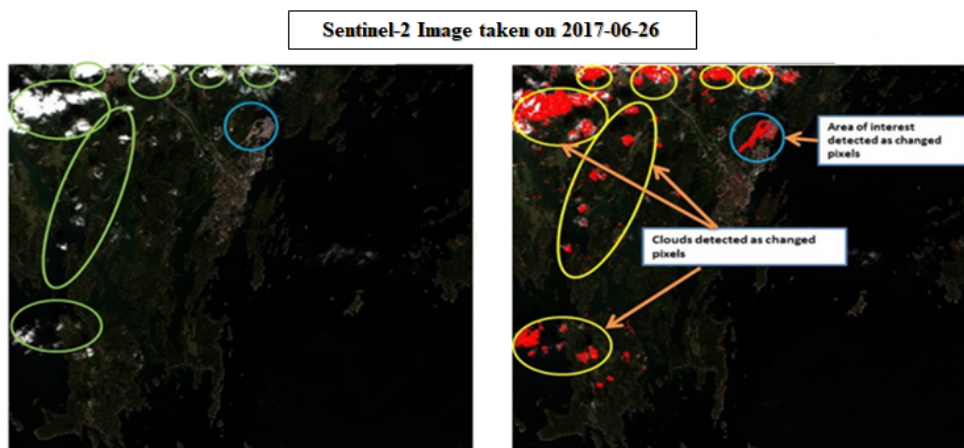 Sentinel-2 Image taken on 2017-06-26
Area of interest
detected as changed
pixels
Clouds detected as changed
pixels